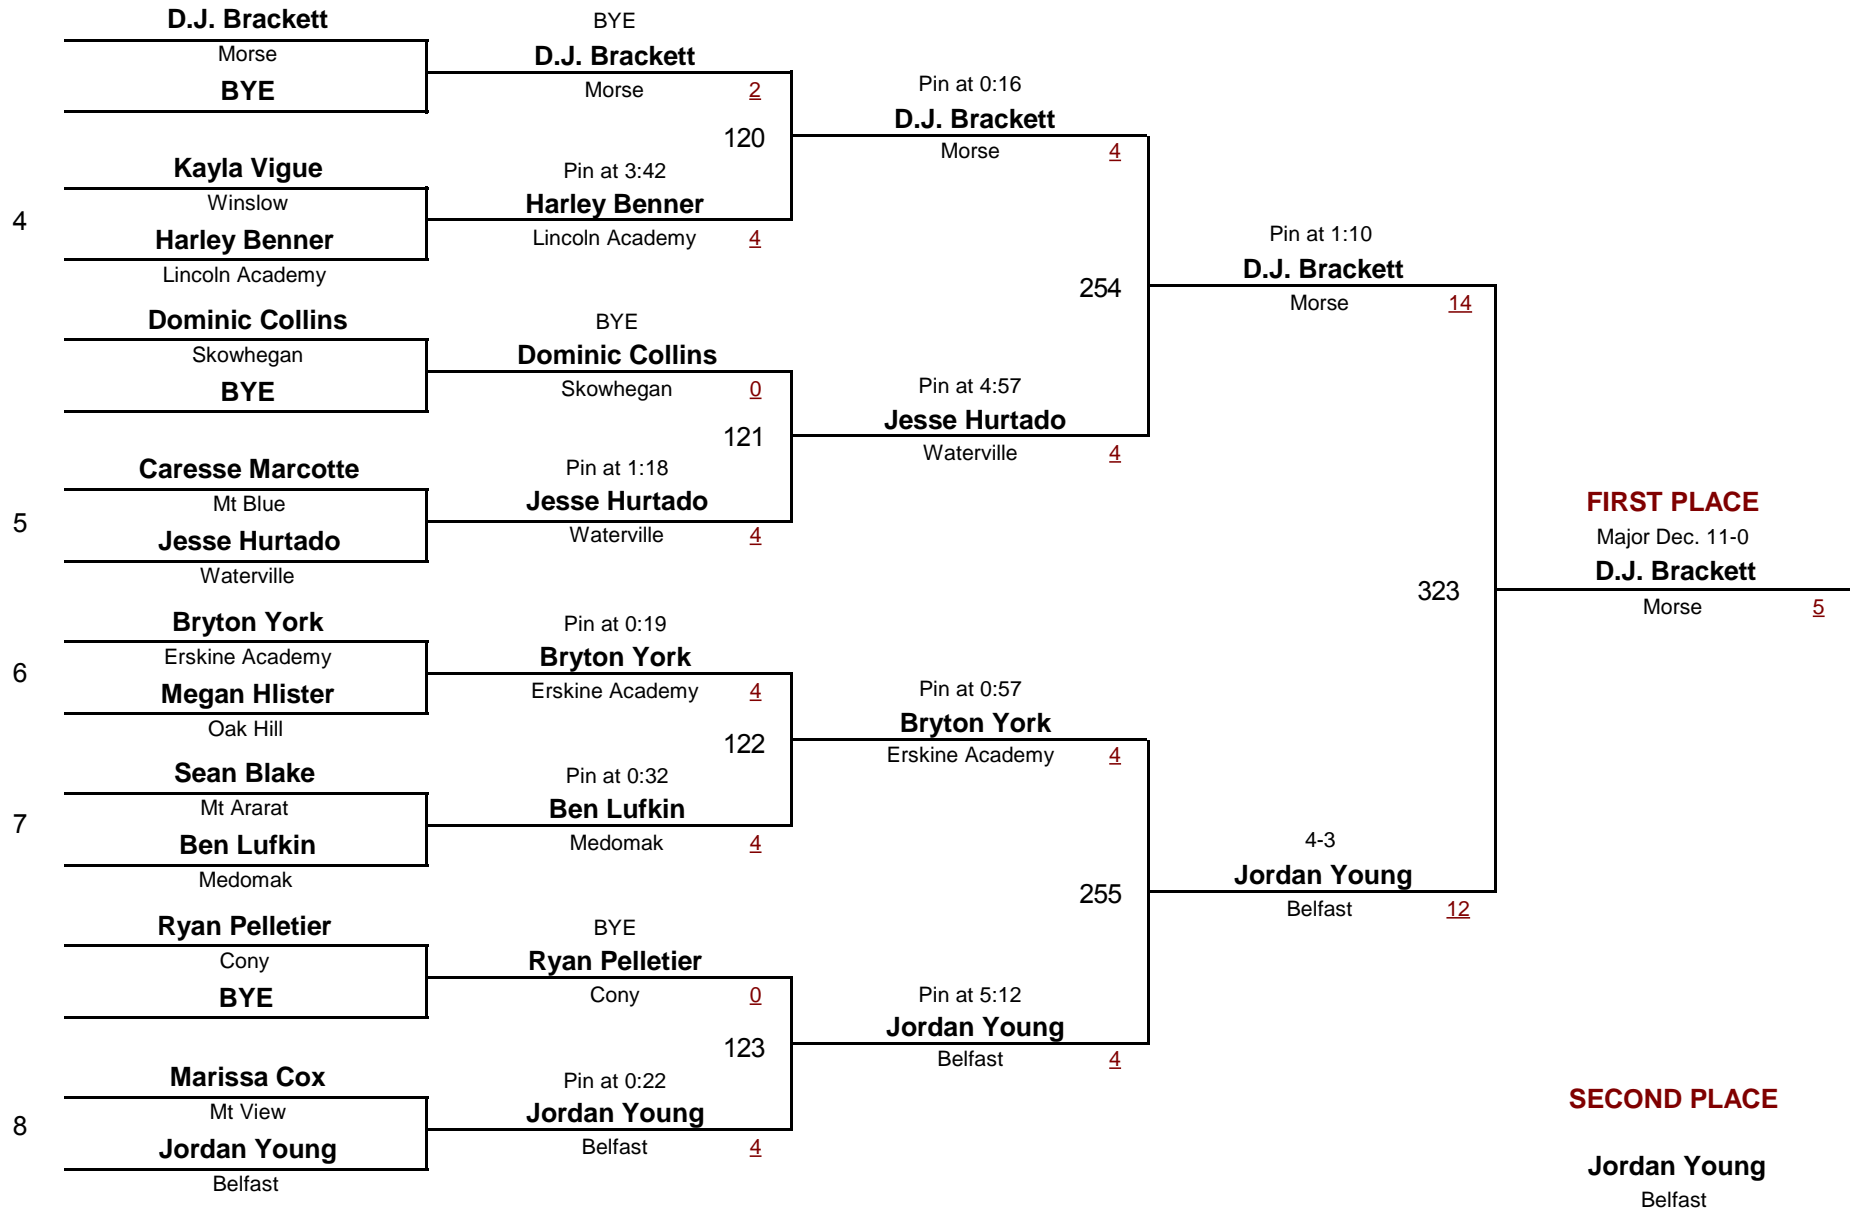 D.J. Brackett
Morse
BYE
4
Kayla Vigue
Winslow
Harley Benner
Lincoln Academy
Dominic Collins
Skowhegan
BYE
5
Caresse Marcotte
Mt Blue
Jesse Hurtado
Waterville
6
Bryton York
Erskine Academy
Megan Hlister
Oak Hill
7
Sean Blake
Mt Ararat
Ben Lufkin
Medomak
Ryan Pelletier
Cony
BYE
8
Marissa Cox
Mt View
Jordan Young
Belfast
BYE
D.J. Brackett
Morse 2
120
Pin at 3:42
Harley Benner
Lincoln Academy 4
BYE
Dominic Collins
Skowhegan 0
121
Pin at 1:18
Jesse Hurtado
Waterville 4
Pin at 0:19
Bryton York
Erskine Academy 4
122
Pin at 0:32
Ben Lufkin
Medomak 4
BYE
Ryan Pelletier
Cony 0
123
Pin at 0:22
Jordan Young
Belfast 4
Pin at 0:16
D.J. Brackett
Morse 4
254
Pin at 4:57
Jesse Hurtado
Waterville 4
Pin at 0:57
Bryton York
Erskine Academy 4
255
Pin at 5:12
Jordan Young
Belfast 4
Pin at 1:10
D.J. Brackett
Morse 14
323
4-3
Jordan Young
Belfast 12
FIRST PLACE
Major Dec. 11-0
D.J. Brackett
Morse 5
SECOND PLACE
Jordan Young
Belfast